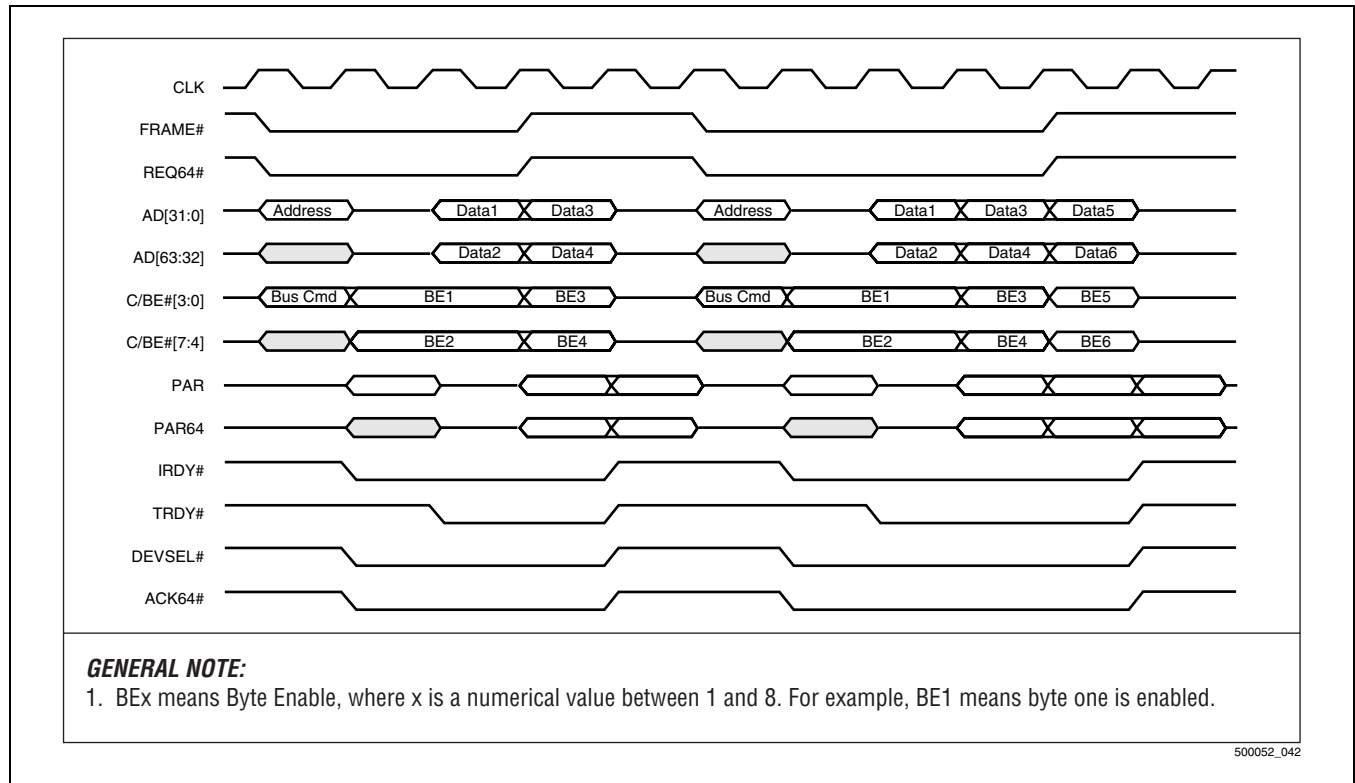 CLK
FRAME#
REQ64#
AD[31:0] Address Data1 Data3 Address Data1 Data3 Data5
AD[63:32] Data2 Data4 Data2 Data4 Data6
C/BE#[3:0] Bus Cmd BE1 BE3 Bus Cmd BE1 BE3 BE5
C/BE#[7:4] BE2 BE4 BE2 BE4 BE6
PAR
PAR64
IRDY#
TRDY#
DEVSEL#
ACK64#
GENERAL NOTE:
1. BEx means Byte Enable, where x is a numerical value between 1 and 8. For example, BE1 means byte one is enabled.
500052_042